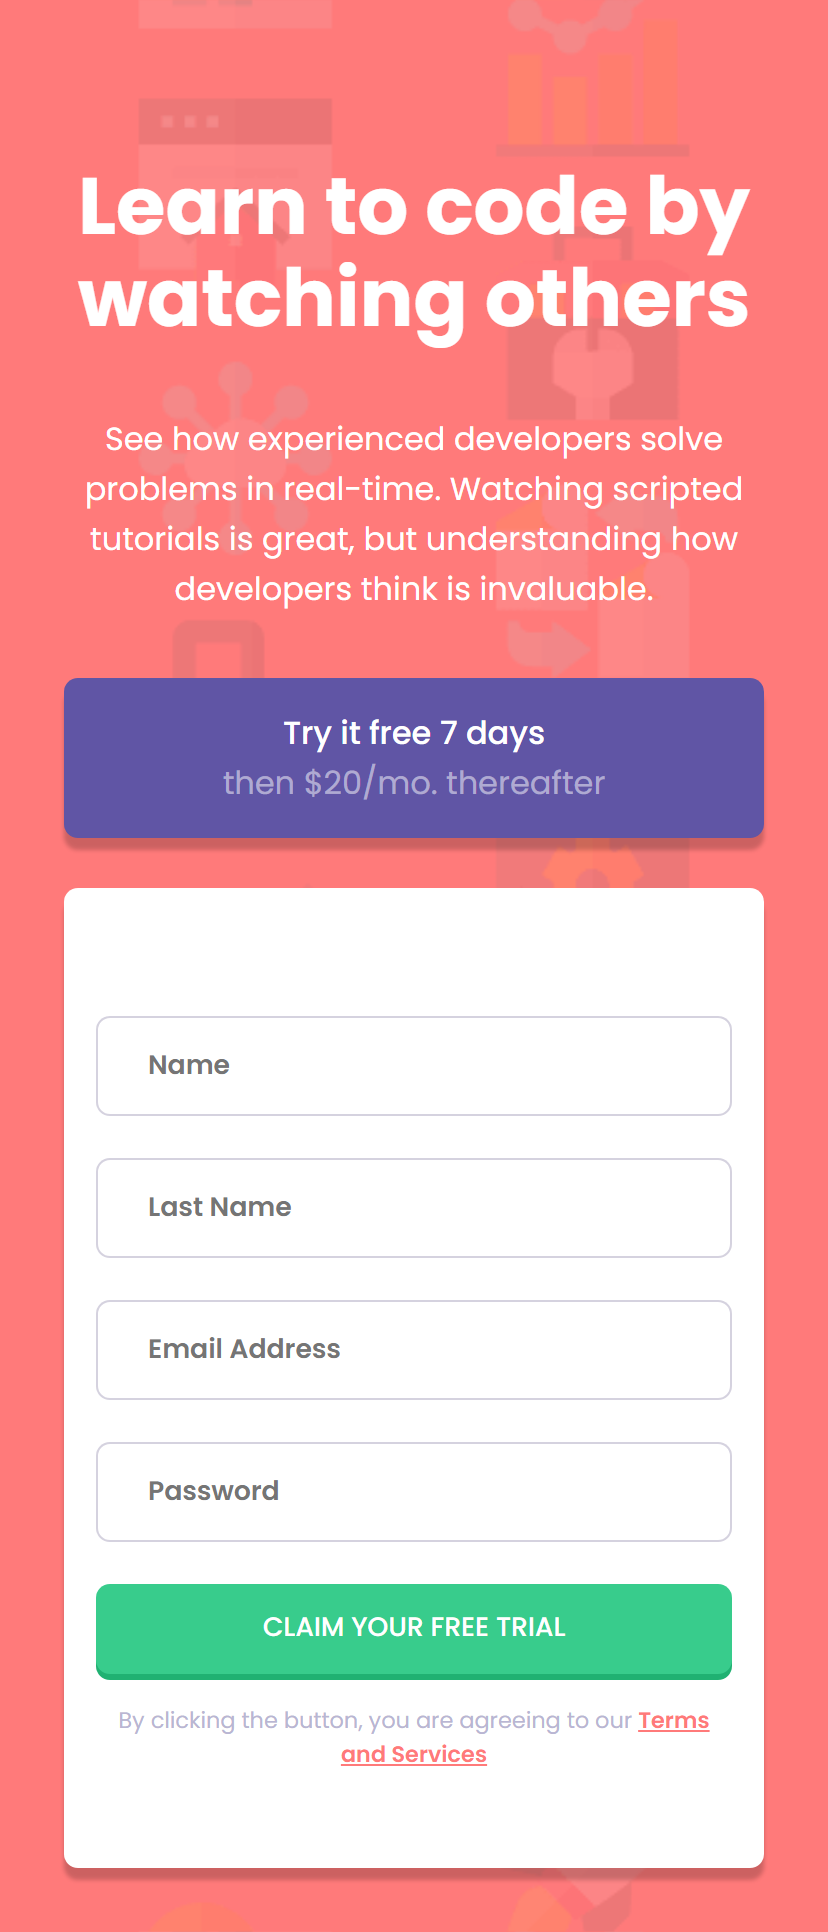 Learn to code by
watching others
See how experienced developers solve
problems in real-time. Watching scripted
tutorials is great, but understanding how
developers think is invaluable.
Try it free 7 days
then $20/mo. thereafter
Name
Last Name
Email Address
Password
CLAIM YOUR FREE TRIAL
By clicking the button, you are agreeing to our Terms
and Services